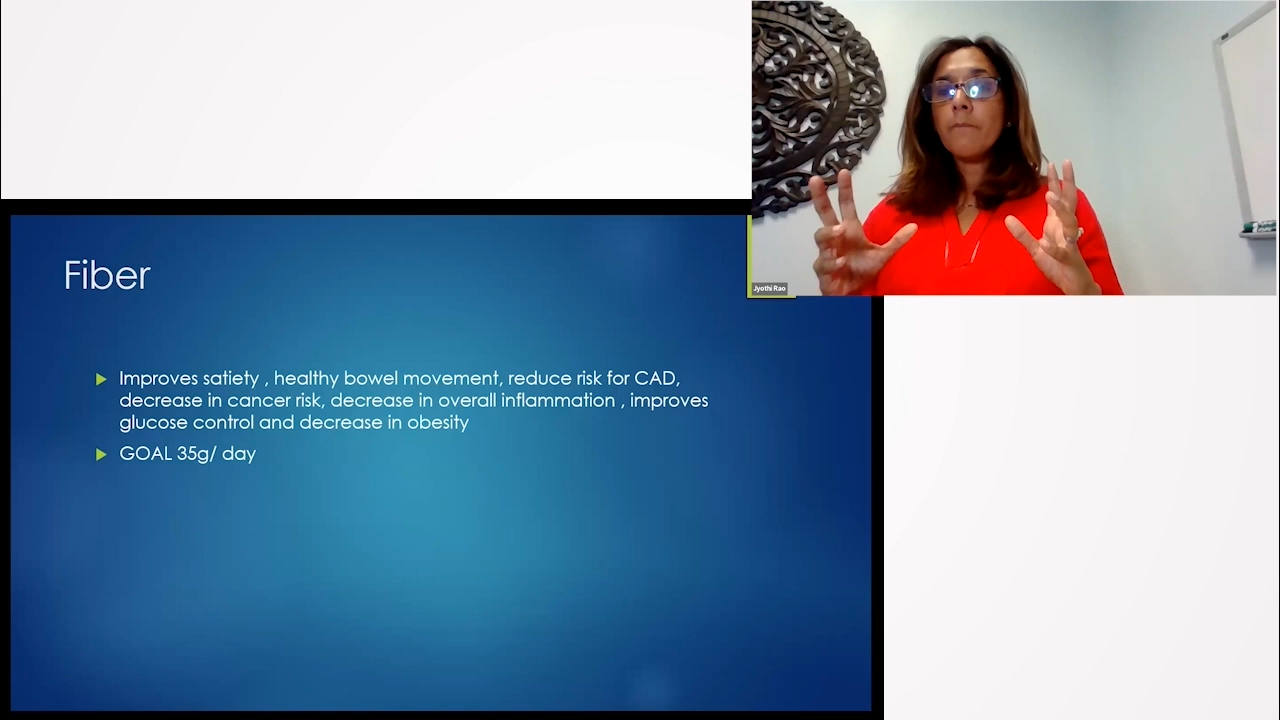 Jyothi Rao
Fiber
Improves satiety , healthy bowel movement, reduce risk for CAD,
decrease in cancer risk, decrease in overall inflammation , improves
glucose control and decrease in obesity
GOAL 35g/ day